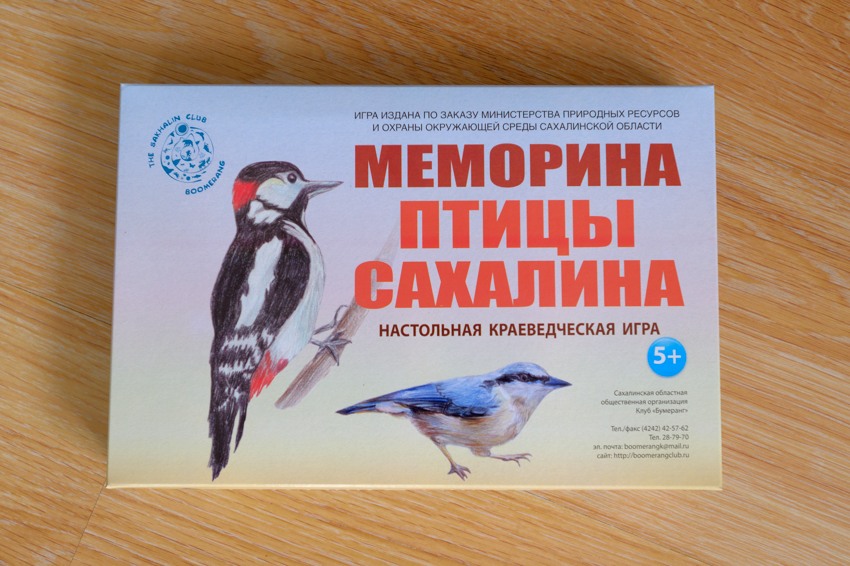 THE SAKHALIN CLUB
BOOMERANG
ИГРА ИЗДАНА ПО ЗАКАЗУ МИНИСТЕРСТВА ПРИРОДНЫХ РЕСУРСОВ
И ОХРАНЫ ОКРУЖАЮЩЕЙ СРЕДЫ САХАЛИНСКОЙ ОБЛАСТИ
МЕМОРИНА
ПТИЦЫ
САХАЛИНА
НАСТОЛЬНАЯ КРАЕВЕДЧЕСКАЯ ИГРА
5+
Сахалинская областная
общественная организация
Клуб «Бумеранг»
Тел./факс (4242) 42-57-62
Тел. 28-79-70
эл. почта: boomerangk@mail.ru
сайт: http://boomerangclub.ru